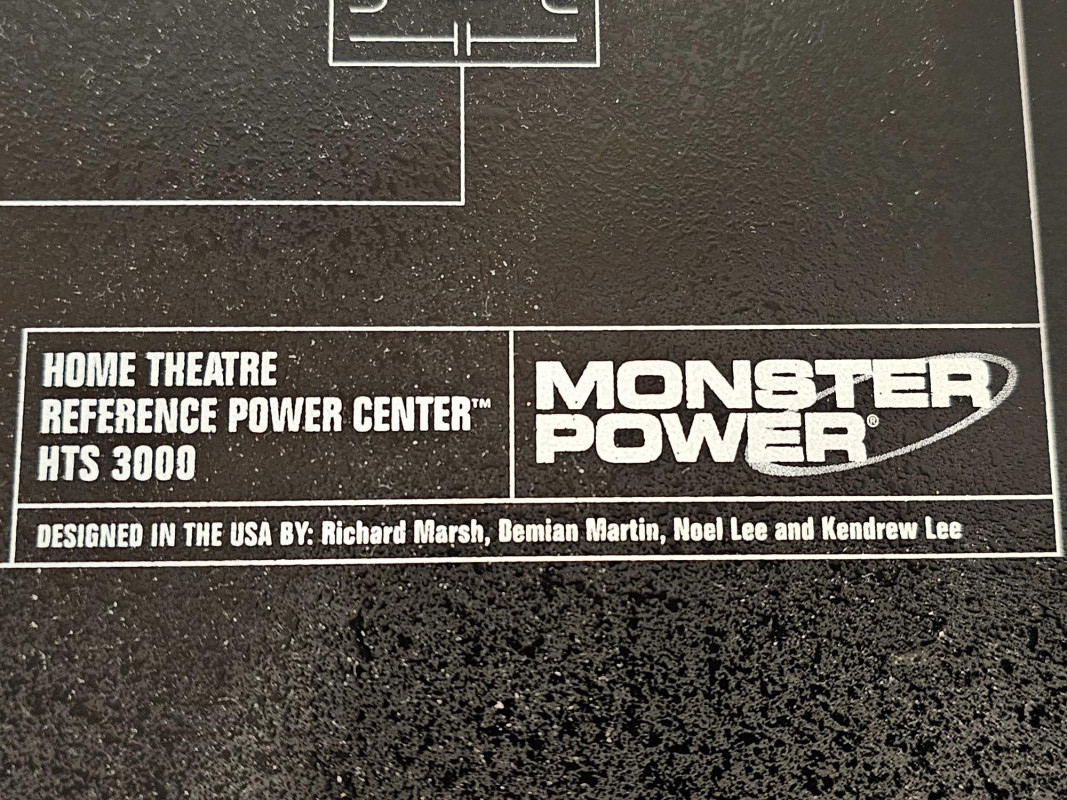 HOME THEATRE
REFERENCE POWER CENTER™
HTS 3000
MONSTER
POWER®
DESIGNED IN THE USA BY: Richard Marsh, Demian Martin, Noel Lee and Kendrew Lee